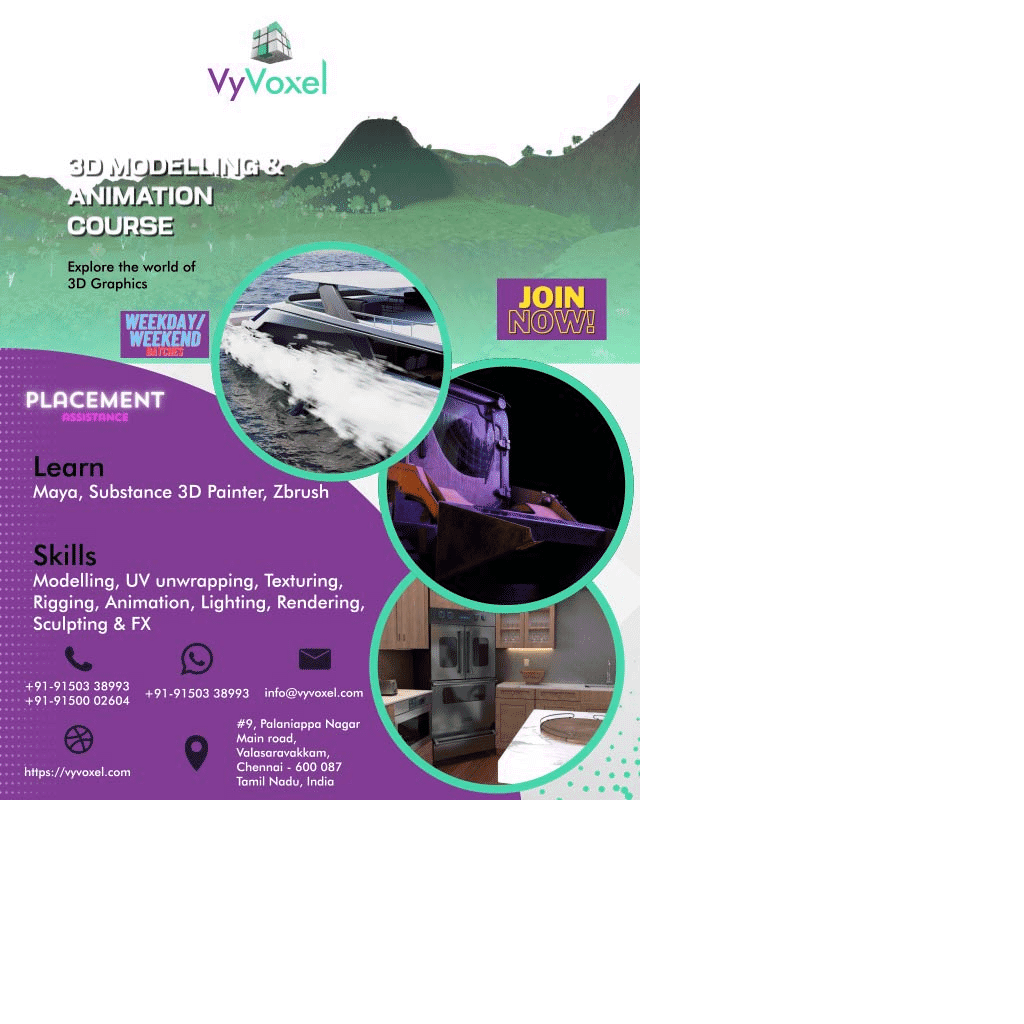 VyVoxel
3D MODELLING &
ANIMATION
COURSE
Explore the world of
3D Graphics
JOIN
NOW!
WEEKDAY/
WEEKEND
BATCHES
PLACEMENT
ASSISTANCE
Learn
Maya, Substance 3D Painter, Zbrush
Skills
Modelling, UV unwrapping, Texturing,
Rigging, Animation, Lighting, Rendering,
Sculpting & FX
+91-91503 38993
+91-91500 02604
+91-91503 38993
info@vyvoxel.com
https://vyvoxel.com
#9, Palaniappa Nagar
Main road,
Valasaravakkam,
Chennai - 600 087
Tamil Nadu, India